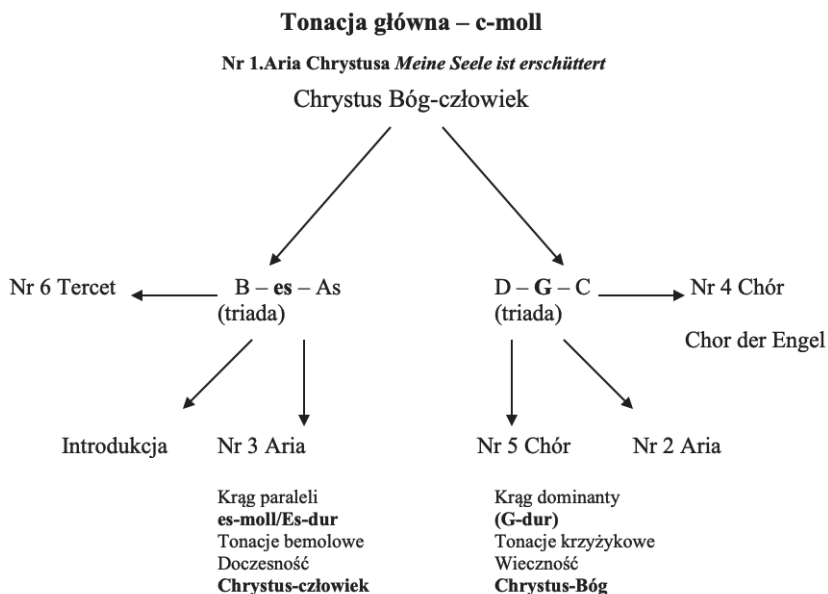 Tonacja główna – c-moll
Nr 1.Aria Chrystusa Meine Seele ist erschüttert
Chrystus Bóg-człowiek
Nr 6 Tercet
B – es – As
(triada)
D – G – C
(triada)
Nr 4 Chór
Chor der Engel
Introdukcja
Nr 3 Aria
Nr 5 Chór
Nr 2 Aria
Krąg paraleli
es-moll/Es-dur
Tonacje bemolowe
Doczesność
Chrystus-człowiek
Krąg dominanty
(G-dur)
Tonacje krzyżykowe
Wieczność
Chrystus-Bóg